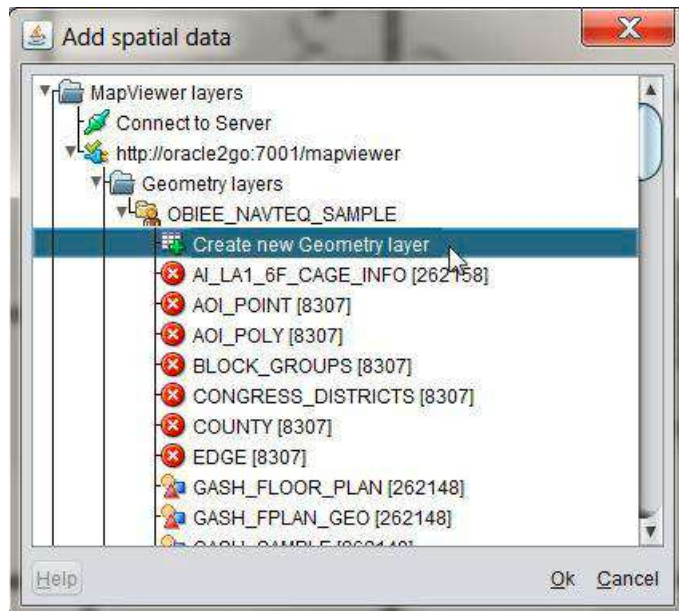 Add spatial data
MapViewer layers
Connect to Server
http://oracle2go:7001/mapviewer
Geometry layers
OBIEE_NAVTEQ_SAMPLE
Create new Geometry layer
AI_LA1_6F_CAGE_INFO [262158]
AOI_POINT [8307]
AOI_POLY [8307]
BLOCK_GROUPS [8307]
CONGRESS_DISTRICTS [8307]
COUNTY [8307]
EDGE [8307]
GASH_FLOOR_PLAN [262148]
GASH_FPLAN_GEO [262148]
GASH_SAMPLE [262148]
Help Ok Cancel